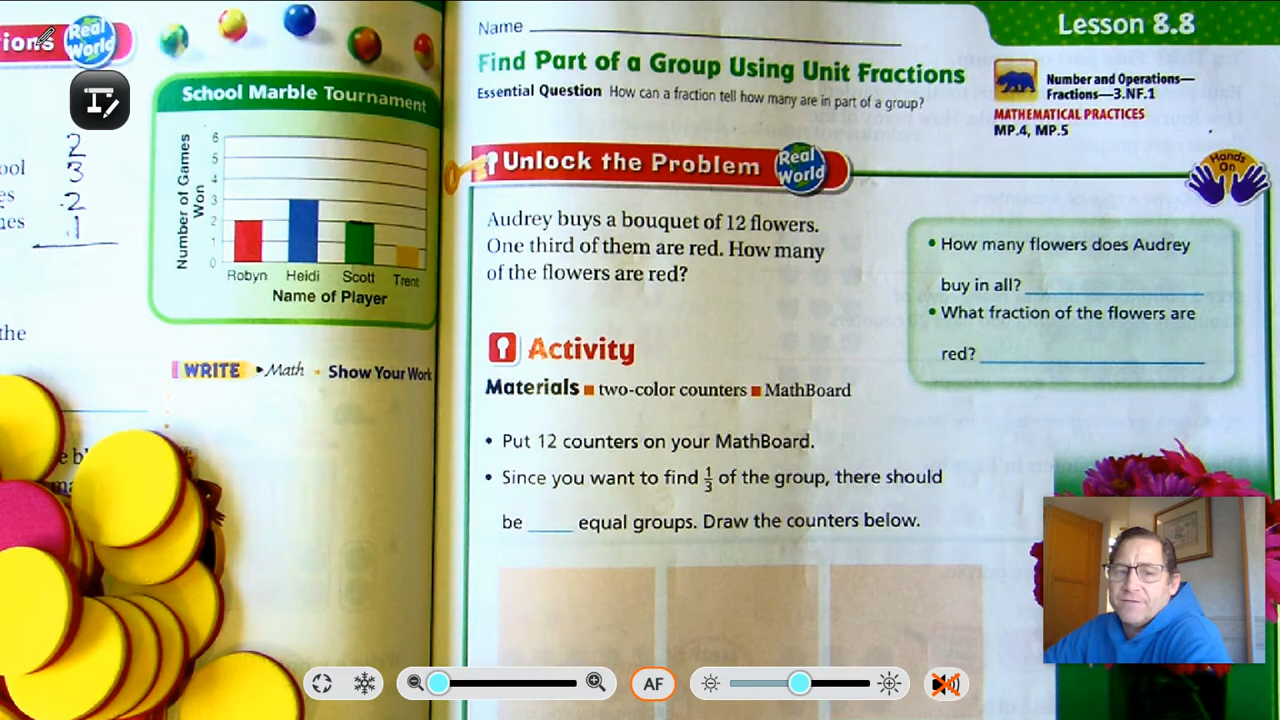 ions
Real World
2
ool 3
es 2
nes 1
the
School Marble Tournament
Number of Games Won
6
5
4
3
2
1
0
Robyn Heidi Scott Trent
Name of Player
WRITE Math Show Your Work
Name
Lesson 8.8
Find Part of a Group Using Unit Fractions
Essential Question How can a fraction tell how many are in part of a group?
Number and Operations—
Fractions—3.NF.1
MATHEMATICAL PRACTICES
MP.4, MP.5
Unlock the Problem Real World
Hands On
Audrey buys a bouquet of 12 flowers.
One third of them are red. How many
of the flowers are red?
• How many flowers does Audrey
buy in all?
• What fraction of the flowers are
red?
Activity
Materials ■ two-color counters ■ MathBoard
• Put 12 counters on your MathBoard.
• Since you want to find 1/3 of the group, there should
be ____ equal groups. Draw the counters below.
AF